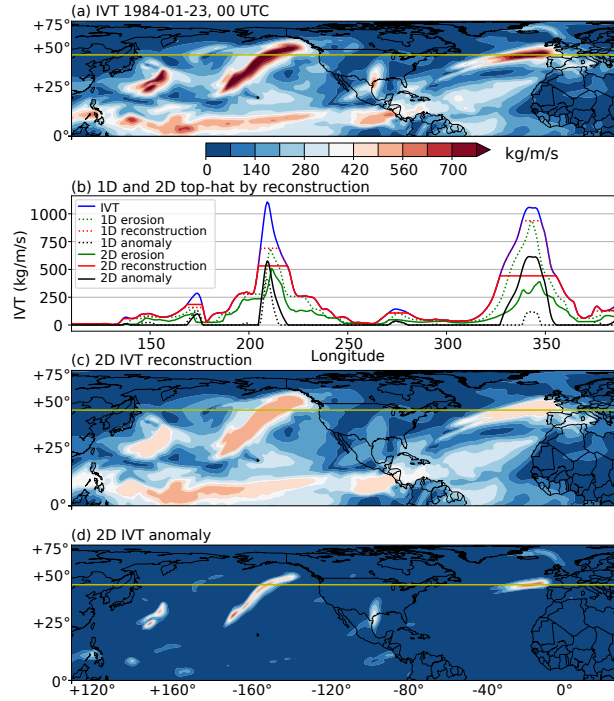 (a) IVT 1984-01-23, 00 UTC
+75°
+50°
+25°
0°
0 140 280 420 560 700
kg/m/s
(b) 1D and 2D top-hat by reconstruction
IVT (kg/m/s)
1000
750
500
250
0
IVT
1D erosion
1D reconstruction
1D anomaly
2D erosion
2D reconstruction
2D anomaly
150 200 250 300 350
Longitude
(c) 2D IVT reconstruction
+75°
+50°
+25°
0°
(d) 2D IVT anomaly
+75°
+50°
+25°
0°
+120° +160° -160° -120° -80° -40° -0°